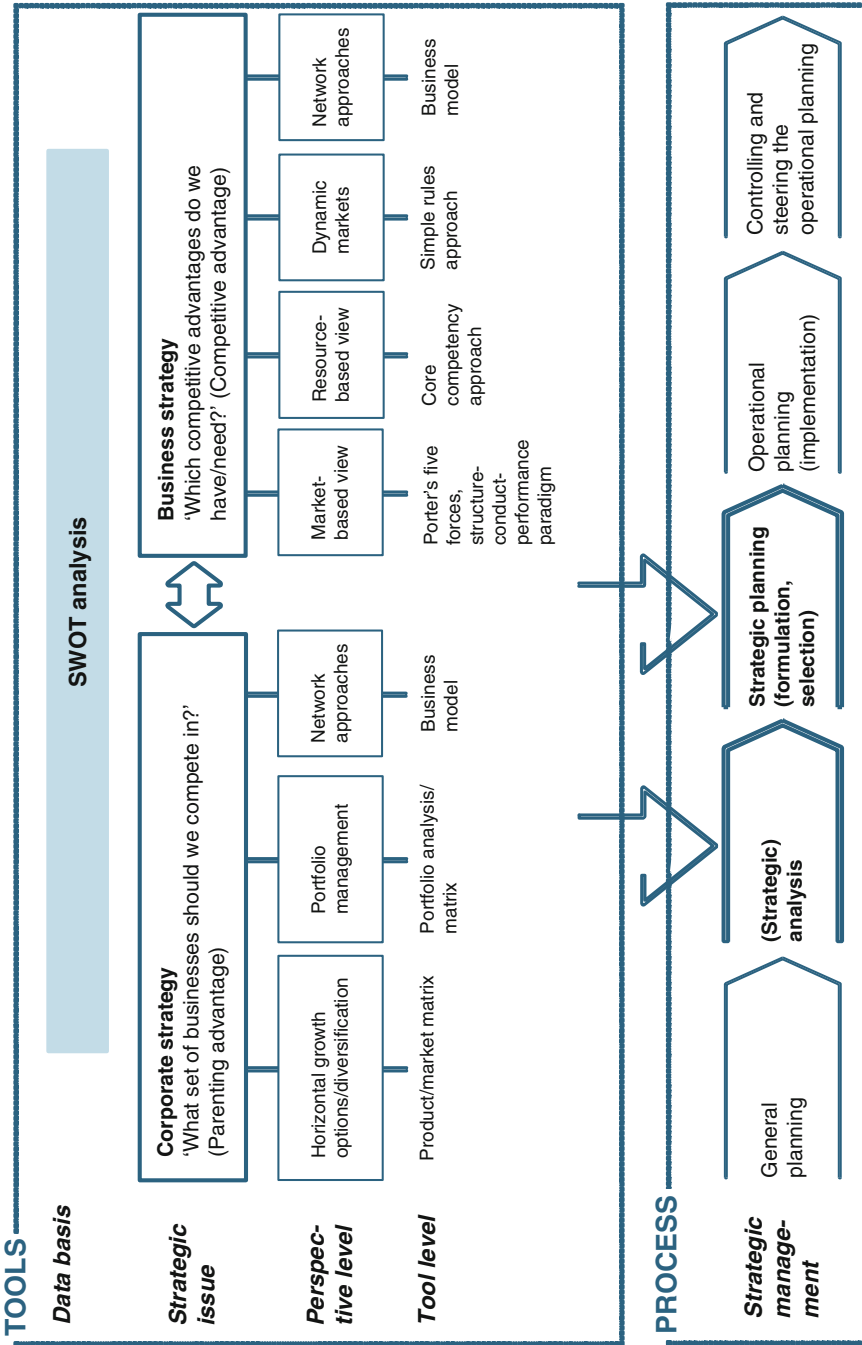 TOOLS
Data basis
SWOT analysis
Strategic
issue
Corporate strategy
‘What set of businesses should we compete in?’
(Parenting advantage)
Business strategy
‘Which competitive advantages do we
have/need?’ (Competitive advantage)
Perspec-
tive level
Horizontal growth
options/diversification
Portfolio
management
Network
approaches
Market-
based view
Resource-
based view
Dynamic
markets
Network
approaches
Tool level
Product/market matrix
Portfolio analysis/
matrix
Business
model
Porter’s five
forces,
structure-
conduct-
performance
paradigm
Core
competency
approach
Simple rules
approach
Business
model
PROCESS
Strategic
manage-
ment
General
planning
(Strategic)
analysis
Strategic planning
(formulation,
selection)
Operational
planning
(implementation)
Controlling and
steering the
operational planning